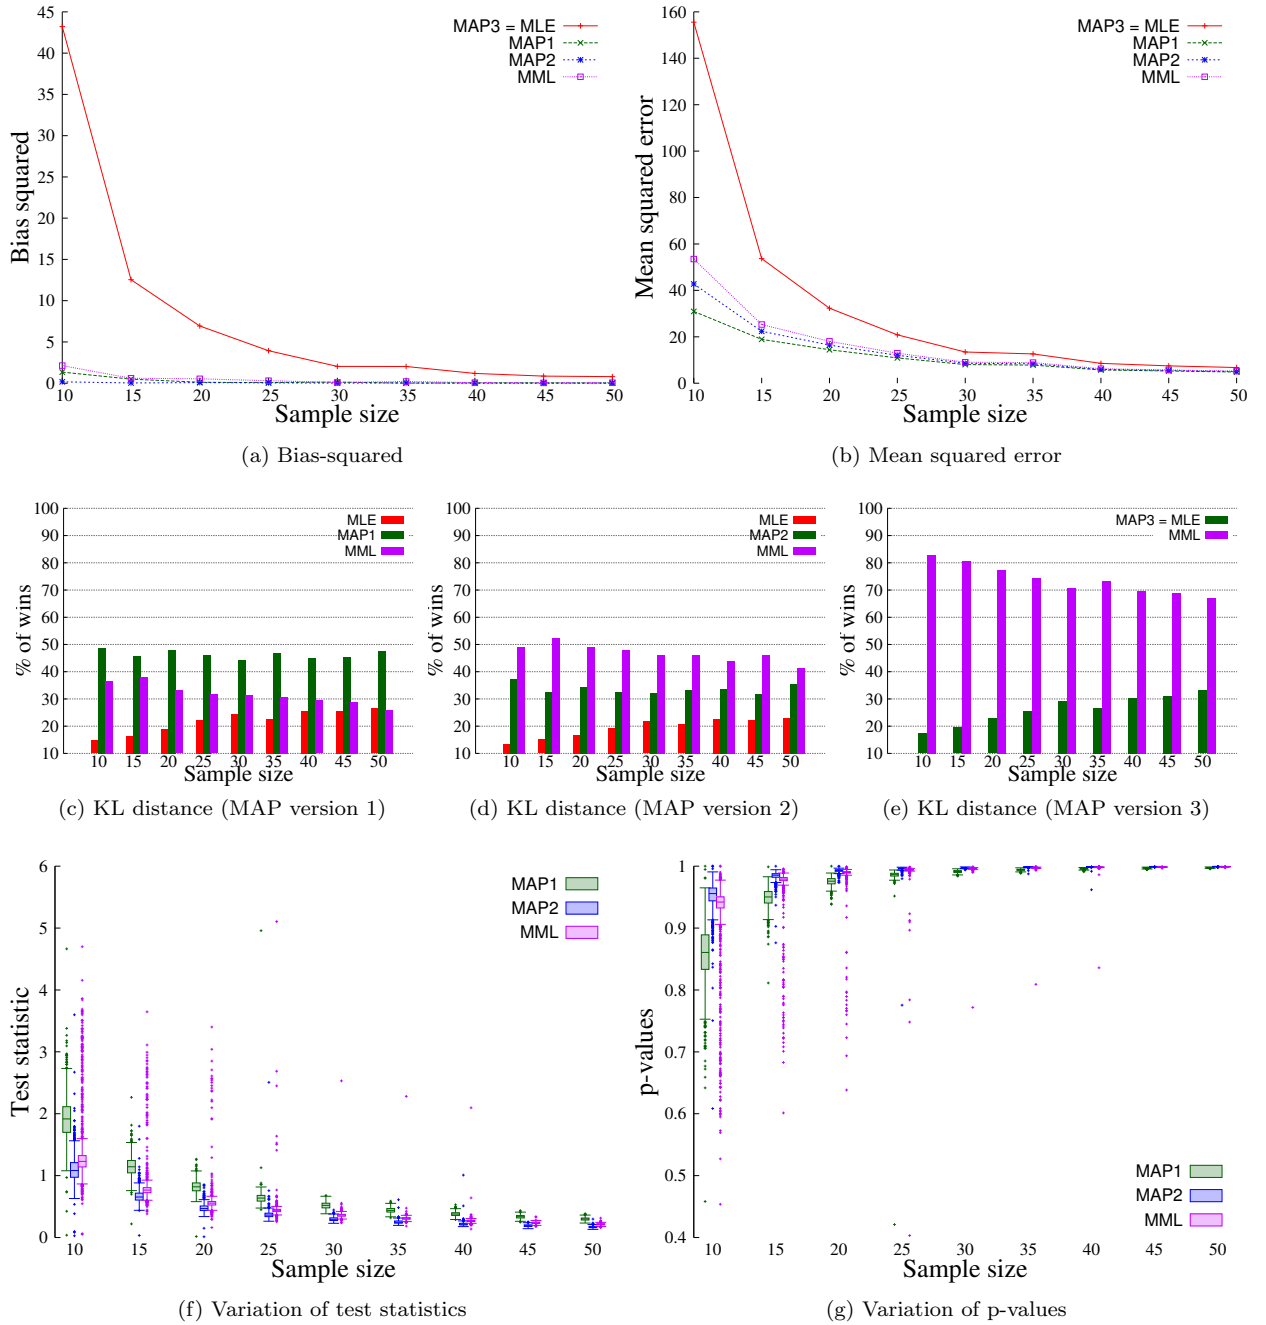 45
40
35
30
25
20
15
10
5
0
Bias squared
MAP3 = MLE
MAP1
MAP2
MML
10 15 20 25 30 35 40 45 50
Sample size
(a) Bias-squared
160
140
120
100
80
60
40
20
0
Mean squared error
MAP3 = MLE
MAP1
MAP2
MML
10 15 20 25 30 35 40 45 50
Sample size
(b) Mean squared error
100
90
80
70
60
50
40
30
20
10
% of wins
MLE
MAP1
MML
10 15 20 25 30 35 40 45 50
Sample size
(c) KL distance (MAP version 1)
100
90
80
70
60
50
40
30
20
10
% of wins
MLE
MAP2
MML
10 15 20 25 30 35 40 45 50
Sample size
(d) KL distance (MAP version 2)
100
90
80
70
60
50
40
30
20
10
% of wins
MAP3 = MLE
MML
10 15 20 25 30 35 40 45 50
Sample size
(e) KL distance (MAP version 3)
6
5
4
3
2
1
0
Test statistic
MAP1
MAP2
MML
10 15 20 25 30 35 40 45 50
Sample size
(f) Variation of test statistics
1
0.9
0.8
0.7
0.6
0.5
0.4
p-values
MAP1
MAP2
MML
10 15 20 25 30 35 40 45 50
Sample size
(g) Variation of p-values